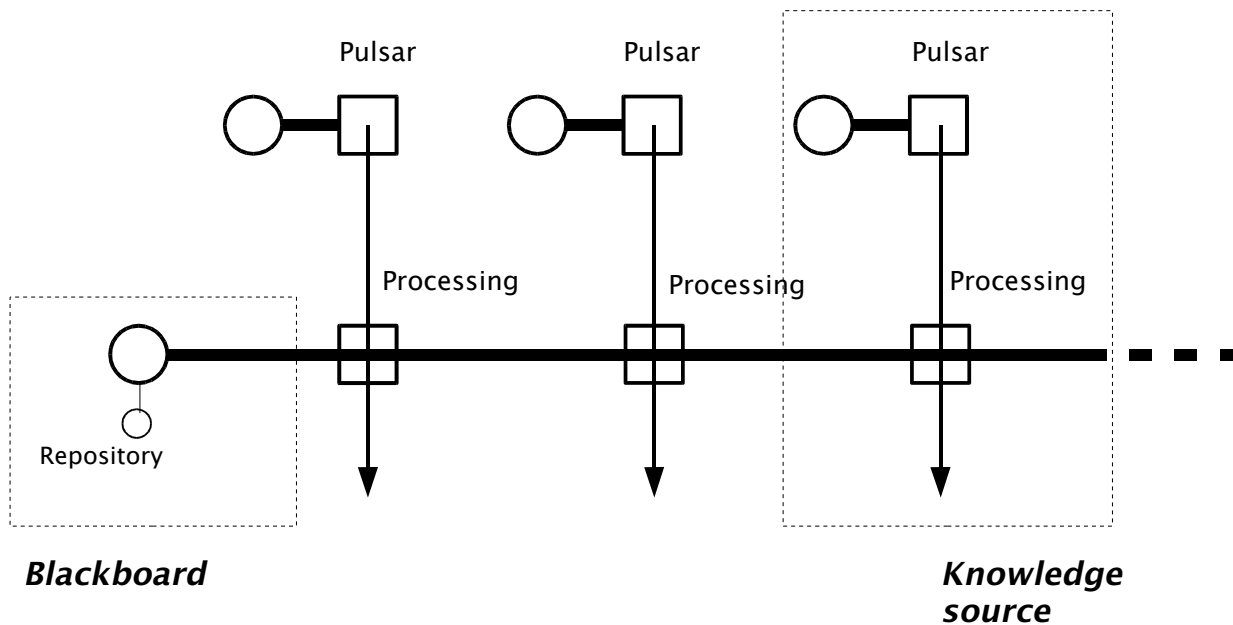 Pulsar
Pulsar
Pulsar
Processing
Processing
Processing
Repository
Blackboard
Knowledge
source